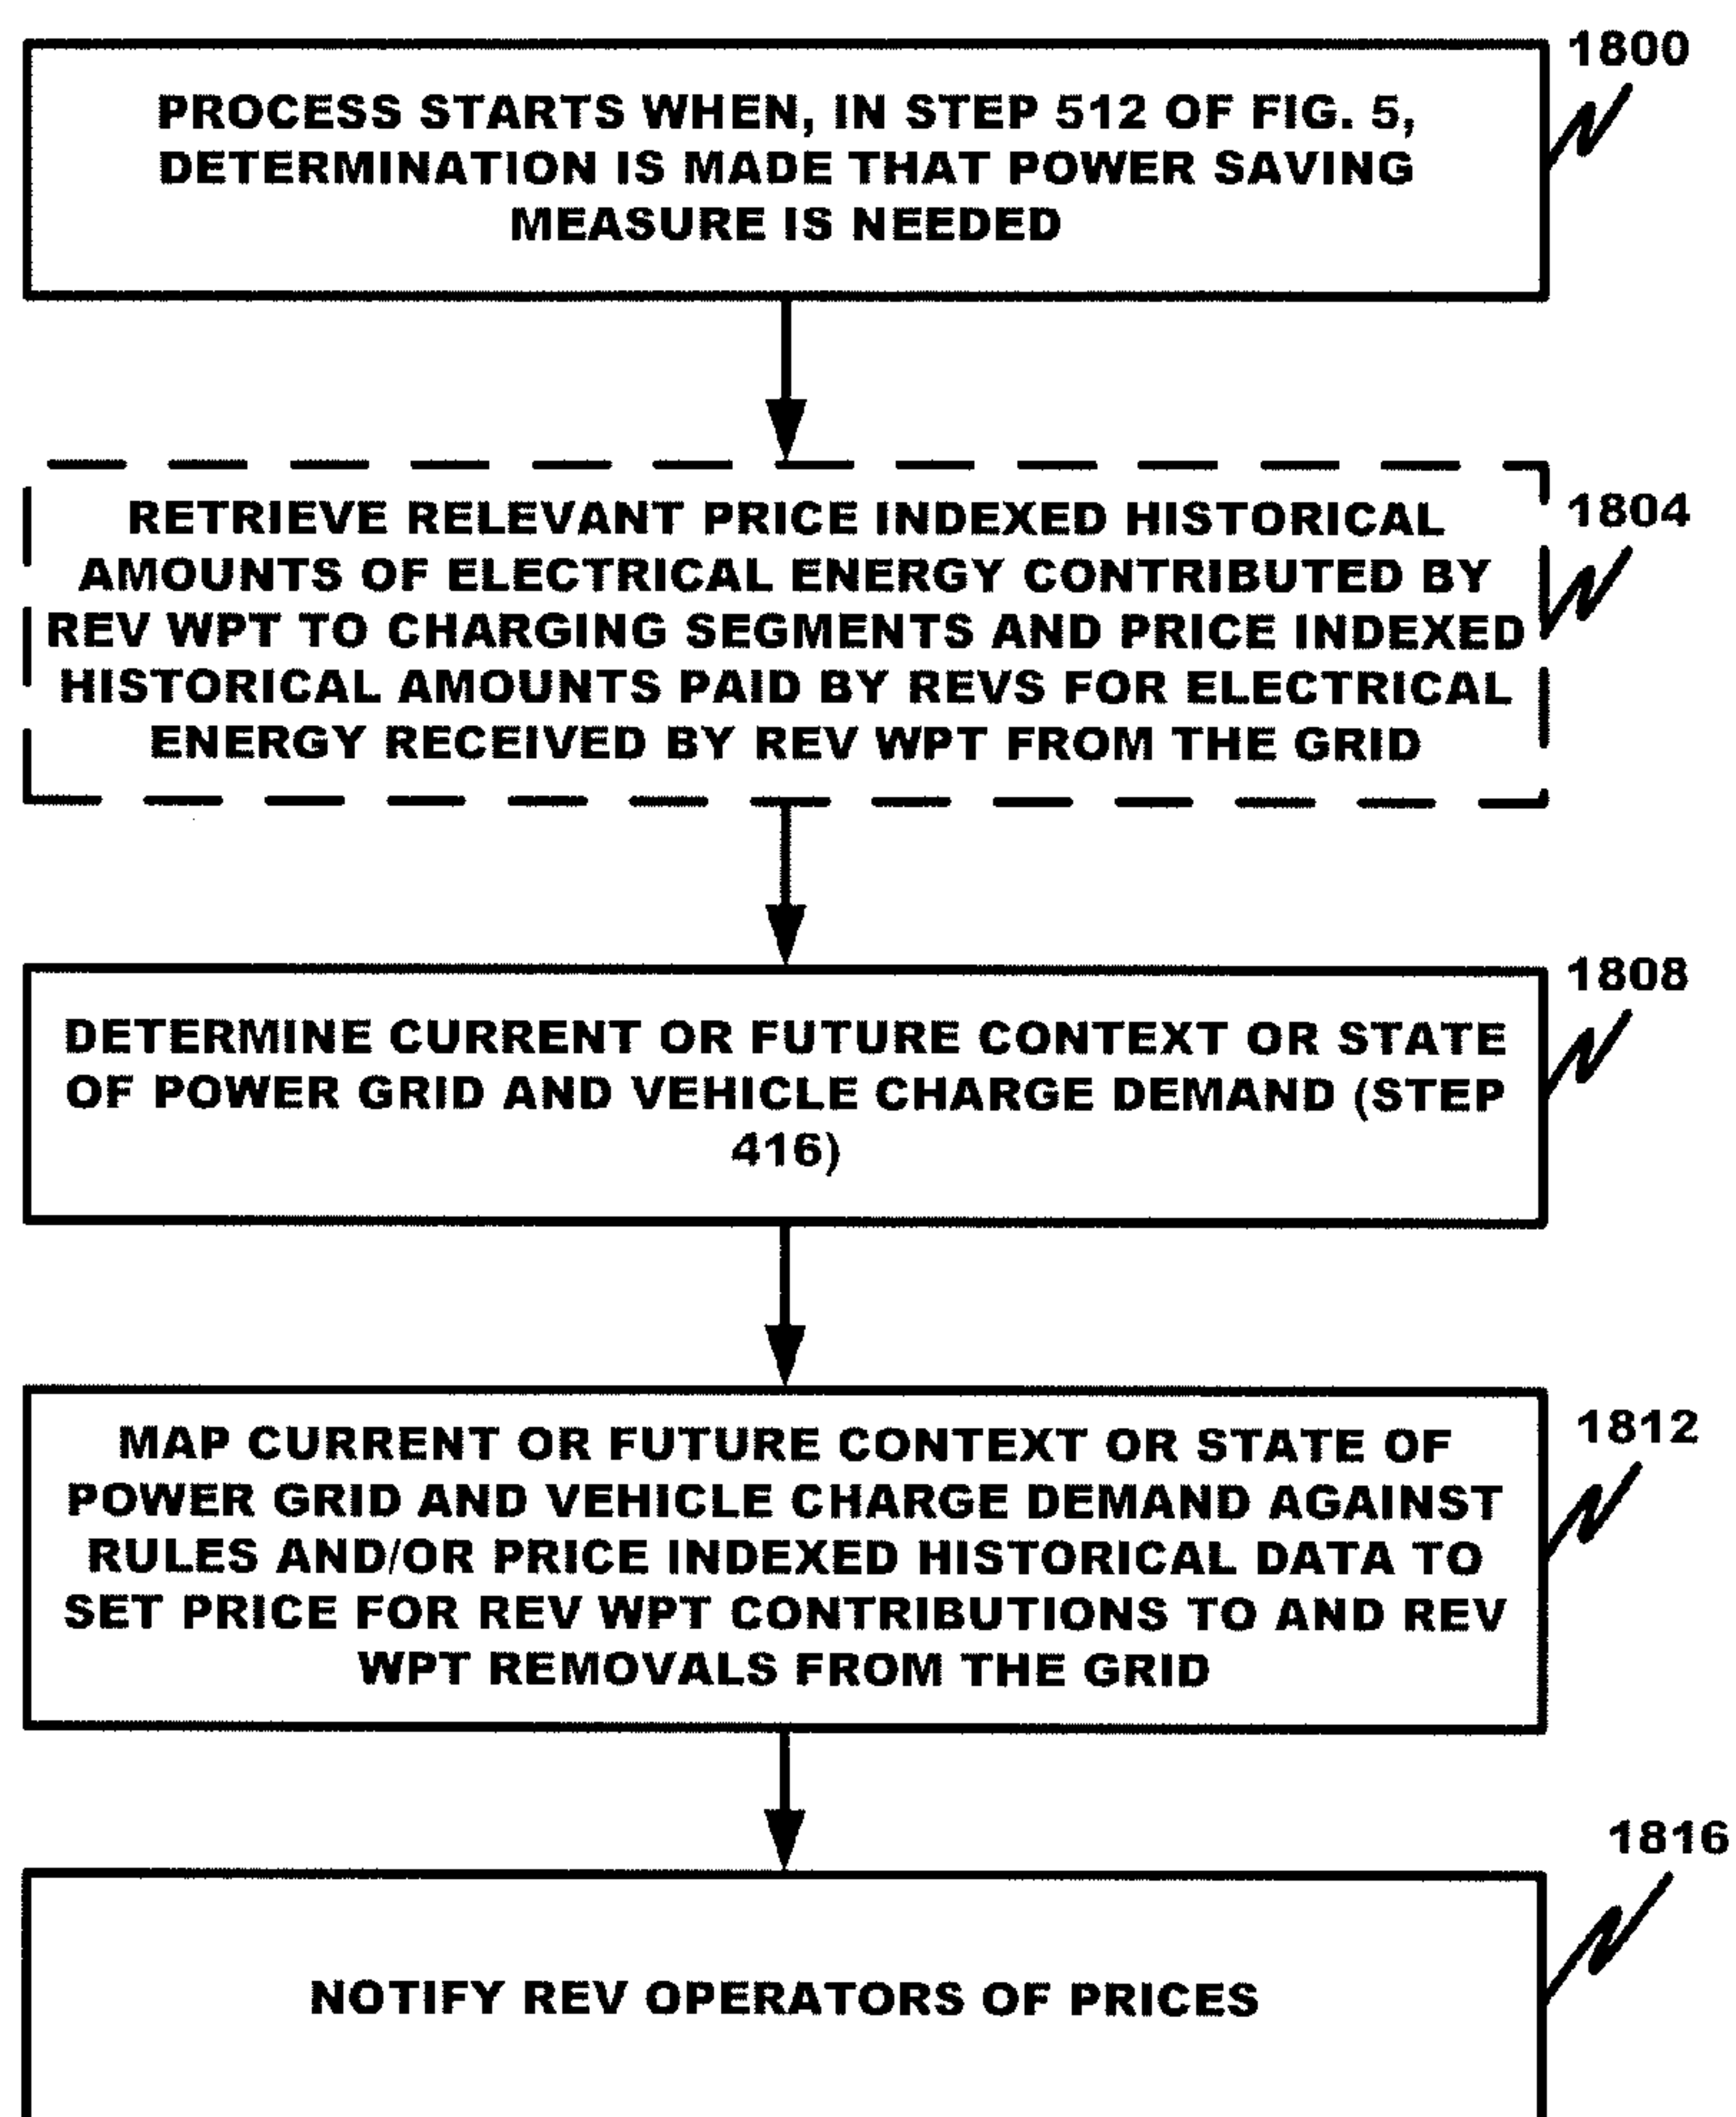 1800
PROCESS STARTS WHEN, IN STEP 512 OF FIG. 5,
DETERMINATION IS MADE THAT POWER SAVING
MEASURE IS NEEDED
1804
RETRIEVE RELEVANT PRICE INDEXED HISTORICAL
AMOUNTS OF ELECTRICAL ENERGY CONTRIBUTED BY
REV WPT TO CHARGING SEGMENTS AND PRICE INDEXED
HISTORICAL AMOUNTS PAID BY REVS FOR ELECTRICAL
ENERGY RECEIVED BY REV WPT FROM THE GRID
1808
DETERMINE CURRENT OR FUTURE CONTEXT OR STATE
OF POWER GRID AND VEHICLE CHARGE DEMAND (STEP
416)
1812
MAP CURRENT OR FUTURE CONTEXT OR STATE OF
POWER GRID AND VEHICLE CHARGE DEMAND AGAINST
RULES AND/OR PRICE INDEXED HISTORICAL DATA TO
SET PRICE FOR REV WPT CONTRIBUTIONS TO AND REV
WPT REMOVALS FROM THE GRID
1816
NOTIFY REV OPERATORS OF PRICES